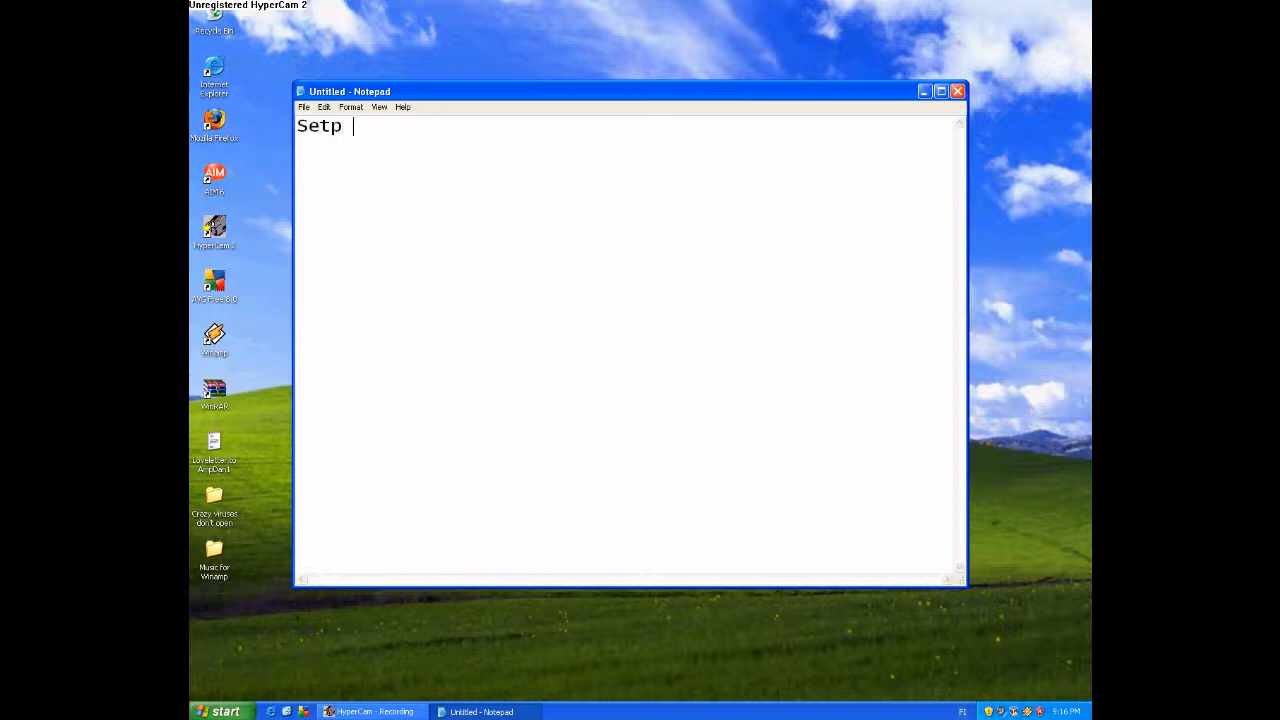 Unregistered HyperCam 2
Recycle Bin
Internet
Explorer
Mozilla Firefox
AIM
AIM 6
HyperCam 2
AVG Free 8.0
Winamp
WinRAR
Loveletter to
AmpDan1
Crazy viruses
don't open
Music for
Winamp
Untitled - Notepad
File Edit Format View Help
Setp
start
HyperCam - Recording
Untitled - Notepad
FI
9:16 PM